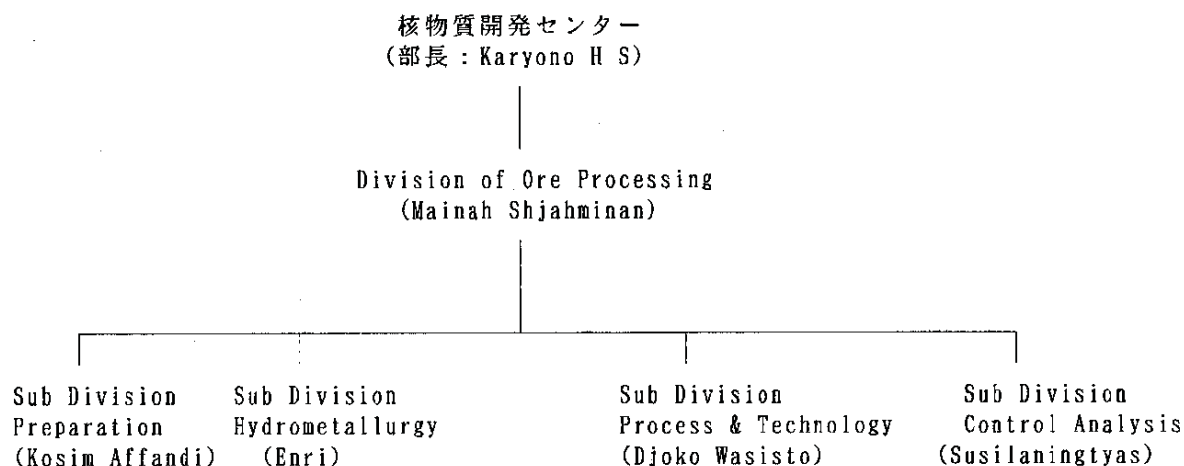 核物質開発センター
(部長:Karyono H S)
Division of Ore Processing
(Mainah Shjahminan)
Sub Division
Preparation
(Kosim Affandi)
Sub Division
Hydrometallurgy
(Enri)
Sub Division
Process & Technology
(Djoko Wasisto)
Sub Division
Control Analysis
(Susilaningtyas)